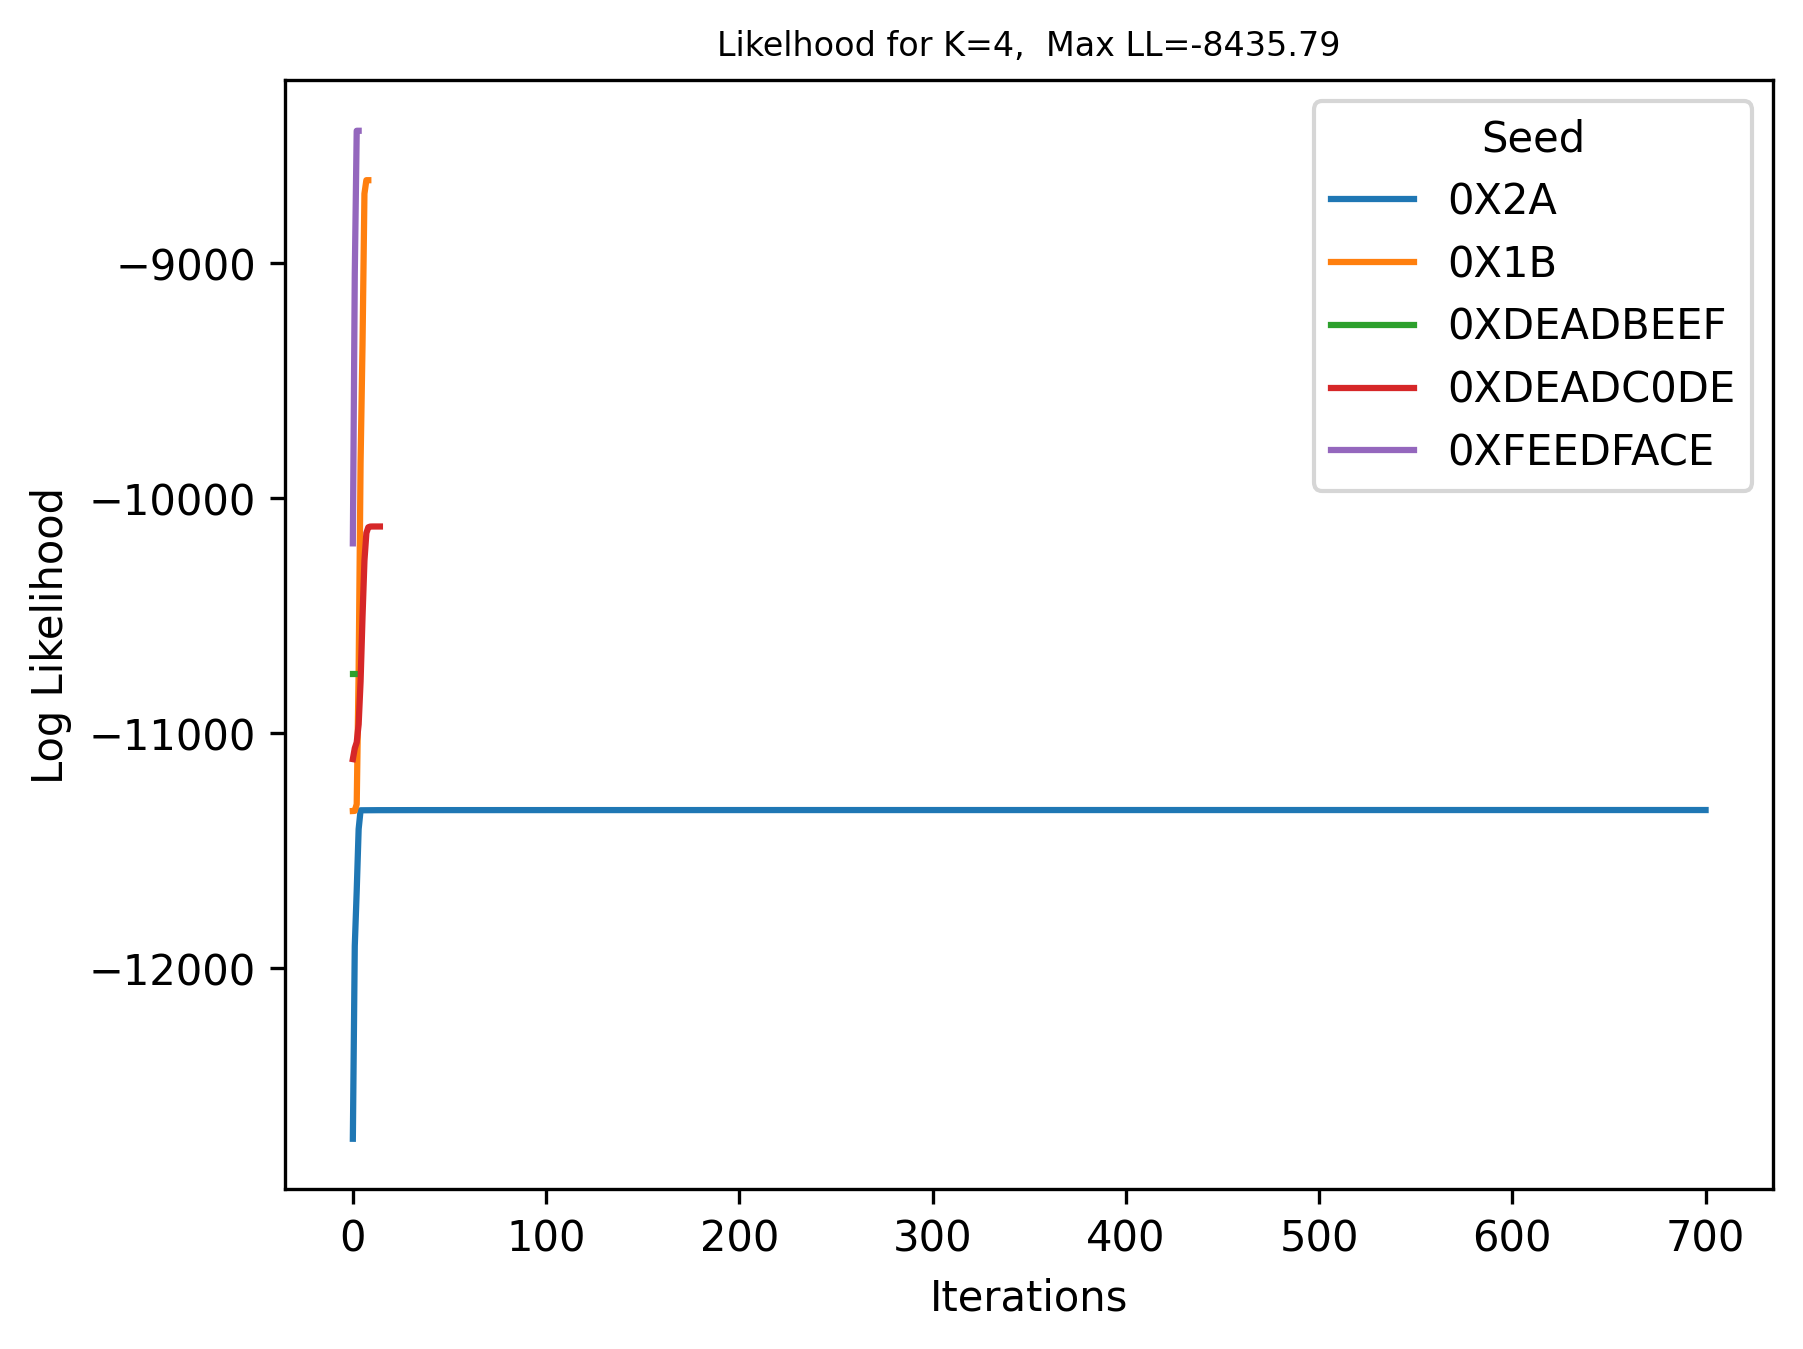 Likelhood for K=4,  Max LL=-8435.79
Seed
0X2A
0X1B
0XDEADBEEF
0XDEADC0DE
0XFEEDFACE
Log Likelihood
−9000
−10000
−11000
−12000
0 100 200 300 400 500 600 700
Iterations